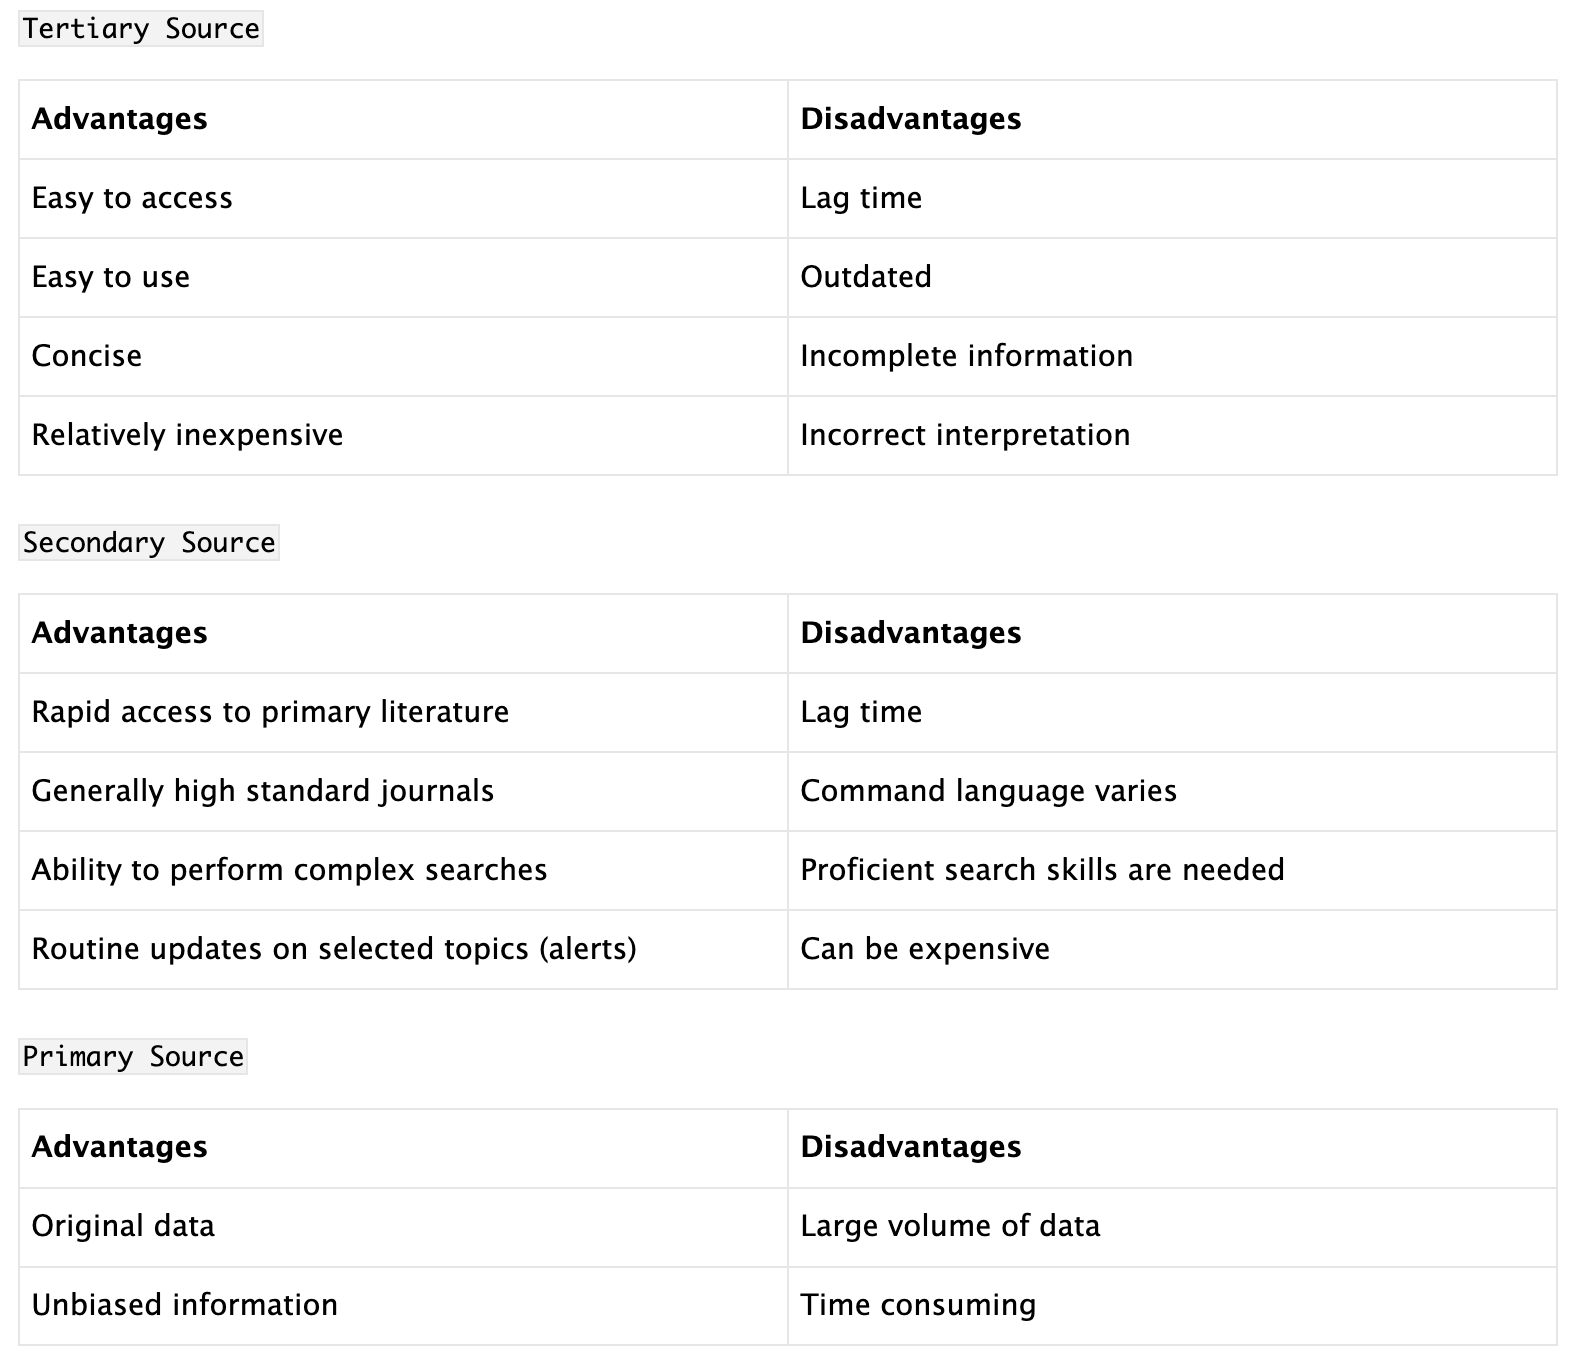 Tertiary Source
Advantages Disadvantages
Easy to access Lag time
Easy to use Outdated
Concise Incomplete information
Relatively inexpensive Incorrect interpretation
Secondary Source
Advantages Disadvantages
Rapid access to primary literature Lag time
Generally high standard journals Command language varies
Ability to perform complex searches Proficient search skills are needed
Routine updates on selected topics (alerts) Can be expensive
Primary Source
Advantages Disadvantages
Original data Large volume of data
Unbiased information Time consuming